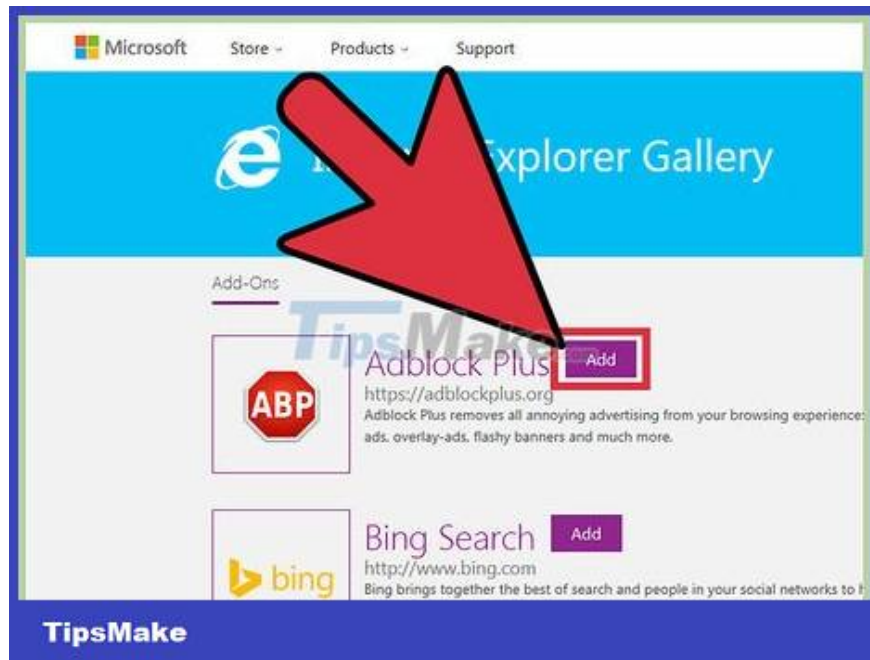 Microsoft Store Products Support
Explorer Gallery
Add-Ons
TipsMake
Adblock Plus Add
ABP
https://adblockplus.org
Adblock Plus removes all annoying advertising from your browsing experience:
ads, overlay-ads, flashy banners and much more.
Bing Search Add
bing
http://www.bing.com
Bing brings together the best of search and people in your social networks to
TipsMake